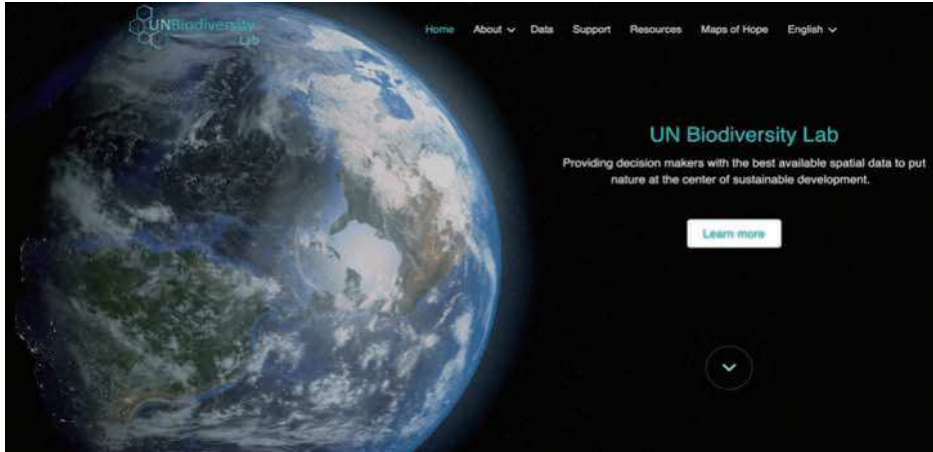 UNBiodiversity
Lab
Home About Data Support Resources Maps of Hope English
UN Biodiversity Lab
Providing decision makers with the best available spatial data to put
nature at the center of sustainable development.
Learn more